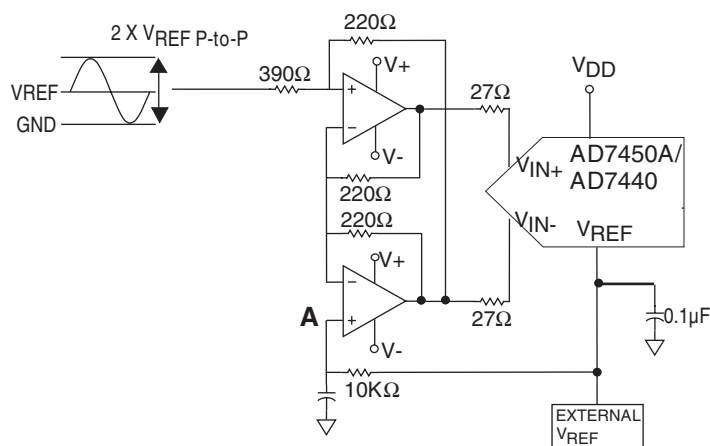 2 X VREF P-to-P
VREF
GND
390Ω
220Ω
V+
+
−
V-
220Ω
27Ω
VDD
VIN+
AD7450A/
AD7440
VIN-
VREF
220Ω
V+
−
+
A
V-
27Ω
0.1µF
10KΩ
EXTERNAL
VREF